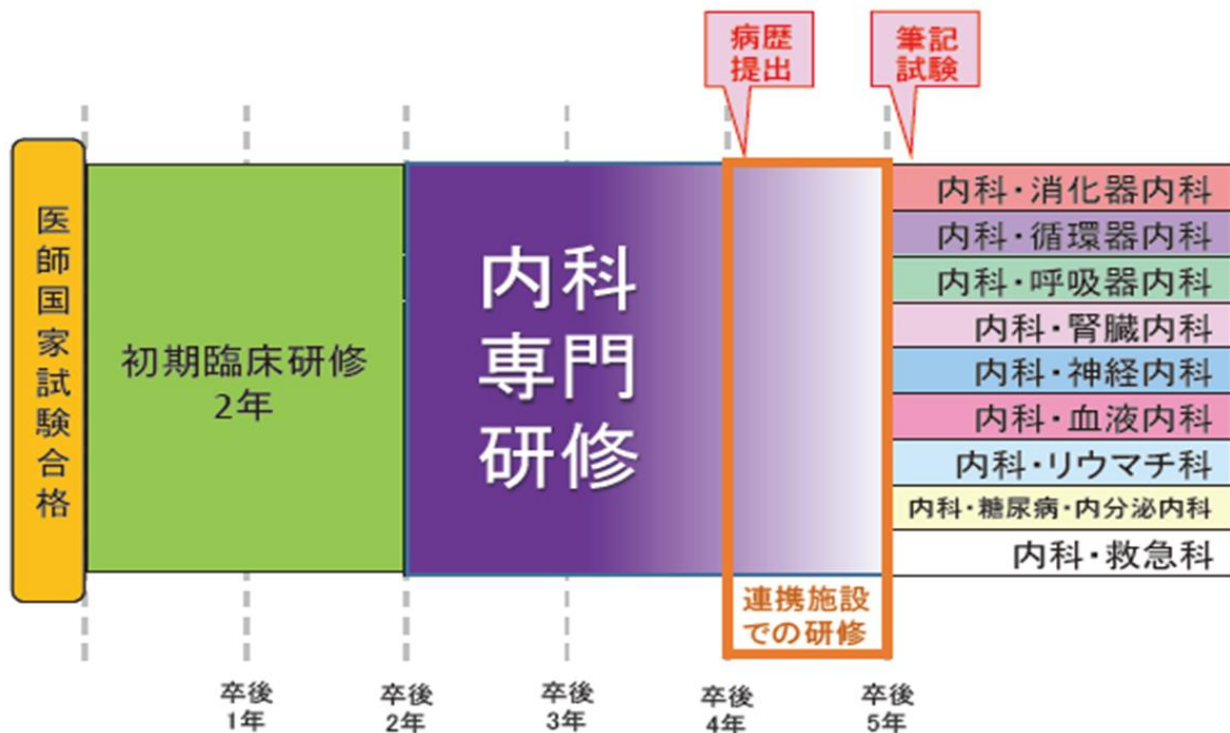 病歴
提出
筆記
試験
医師国家試験合格
初期臨床研修
2年
内科
専門
研修
内科・消化器内科
内科・循環器内科
内科・呼吸器内科
内科・腎臓内科
内科・神経内科
内科・血液内科
内科・リウマチ科
内科・糖尿病・内分泌内科
内科・救急科
連携施設
での研修
卒後
1年
卒後
2年
卒後
3年
卒後
4年
卒後
5年